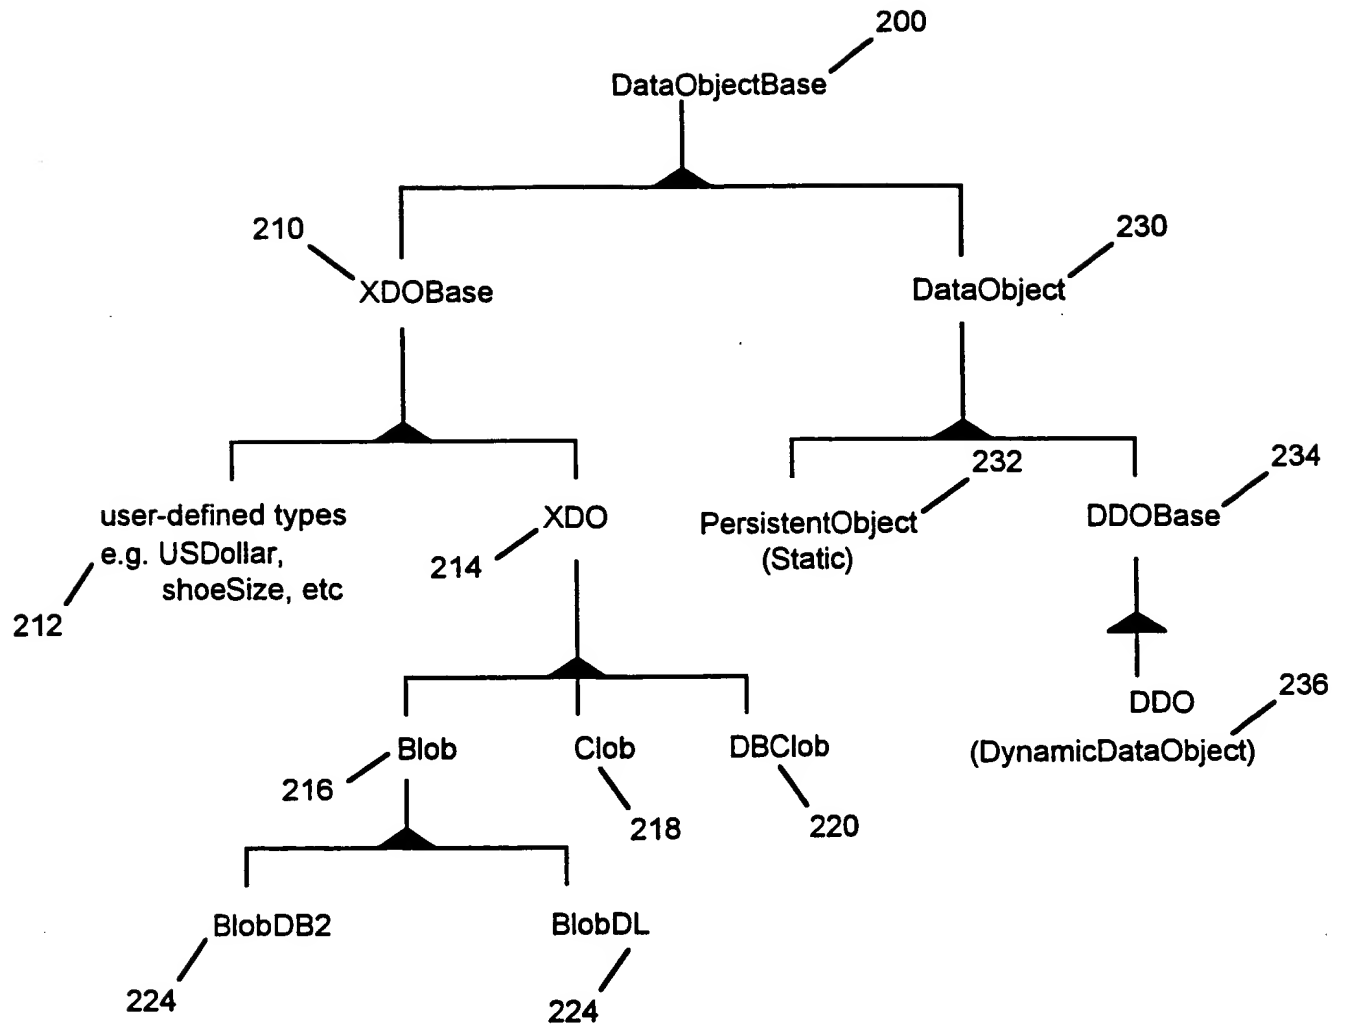 200
DataObjectBase
210
230
XDOBase
DataObject
232
234
user-defined types
e.g. USDollar,
shoeSize, etc
212
XDO
214
PersistentObject
(Static)
DDOBase
236
DDO
(DynamicDataObject)
Blob
Clob
DBClob
216
218
220
BlobDB2
BlobDL
224
224